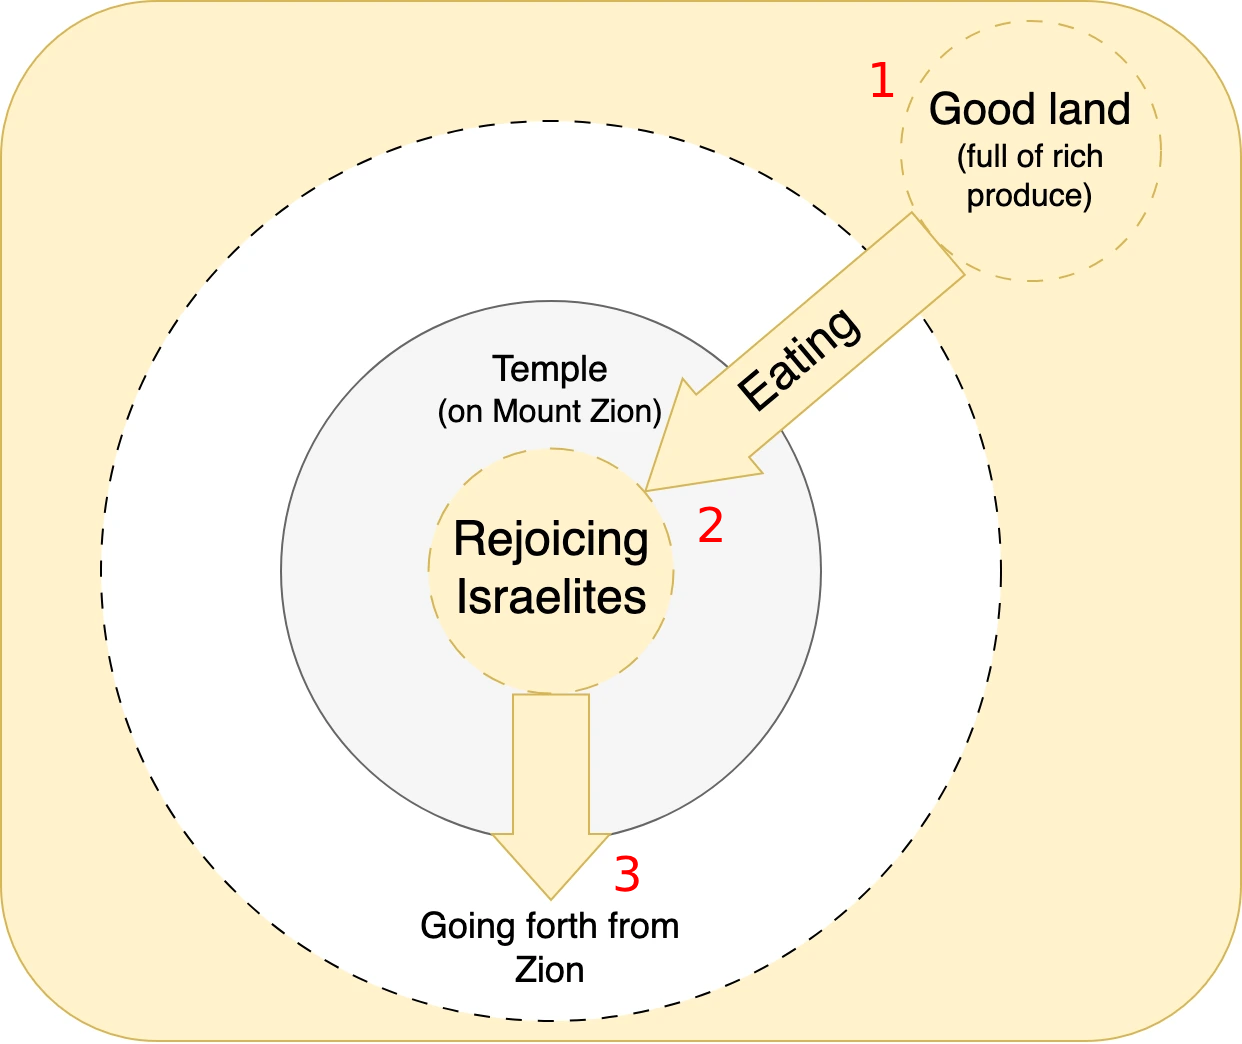 1
Good land
(full of rich
produce)
Eating
Temple
(on Mount Zion)
2
Rejoicing
Israelites
3
Going forth from
Zion